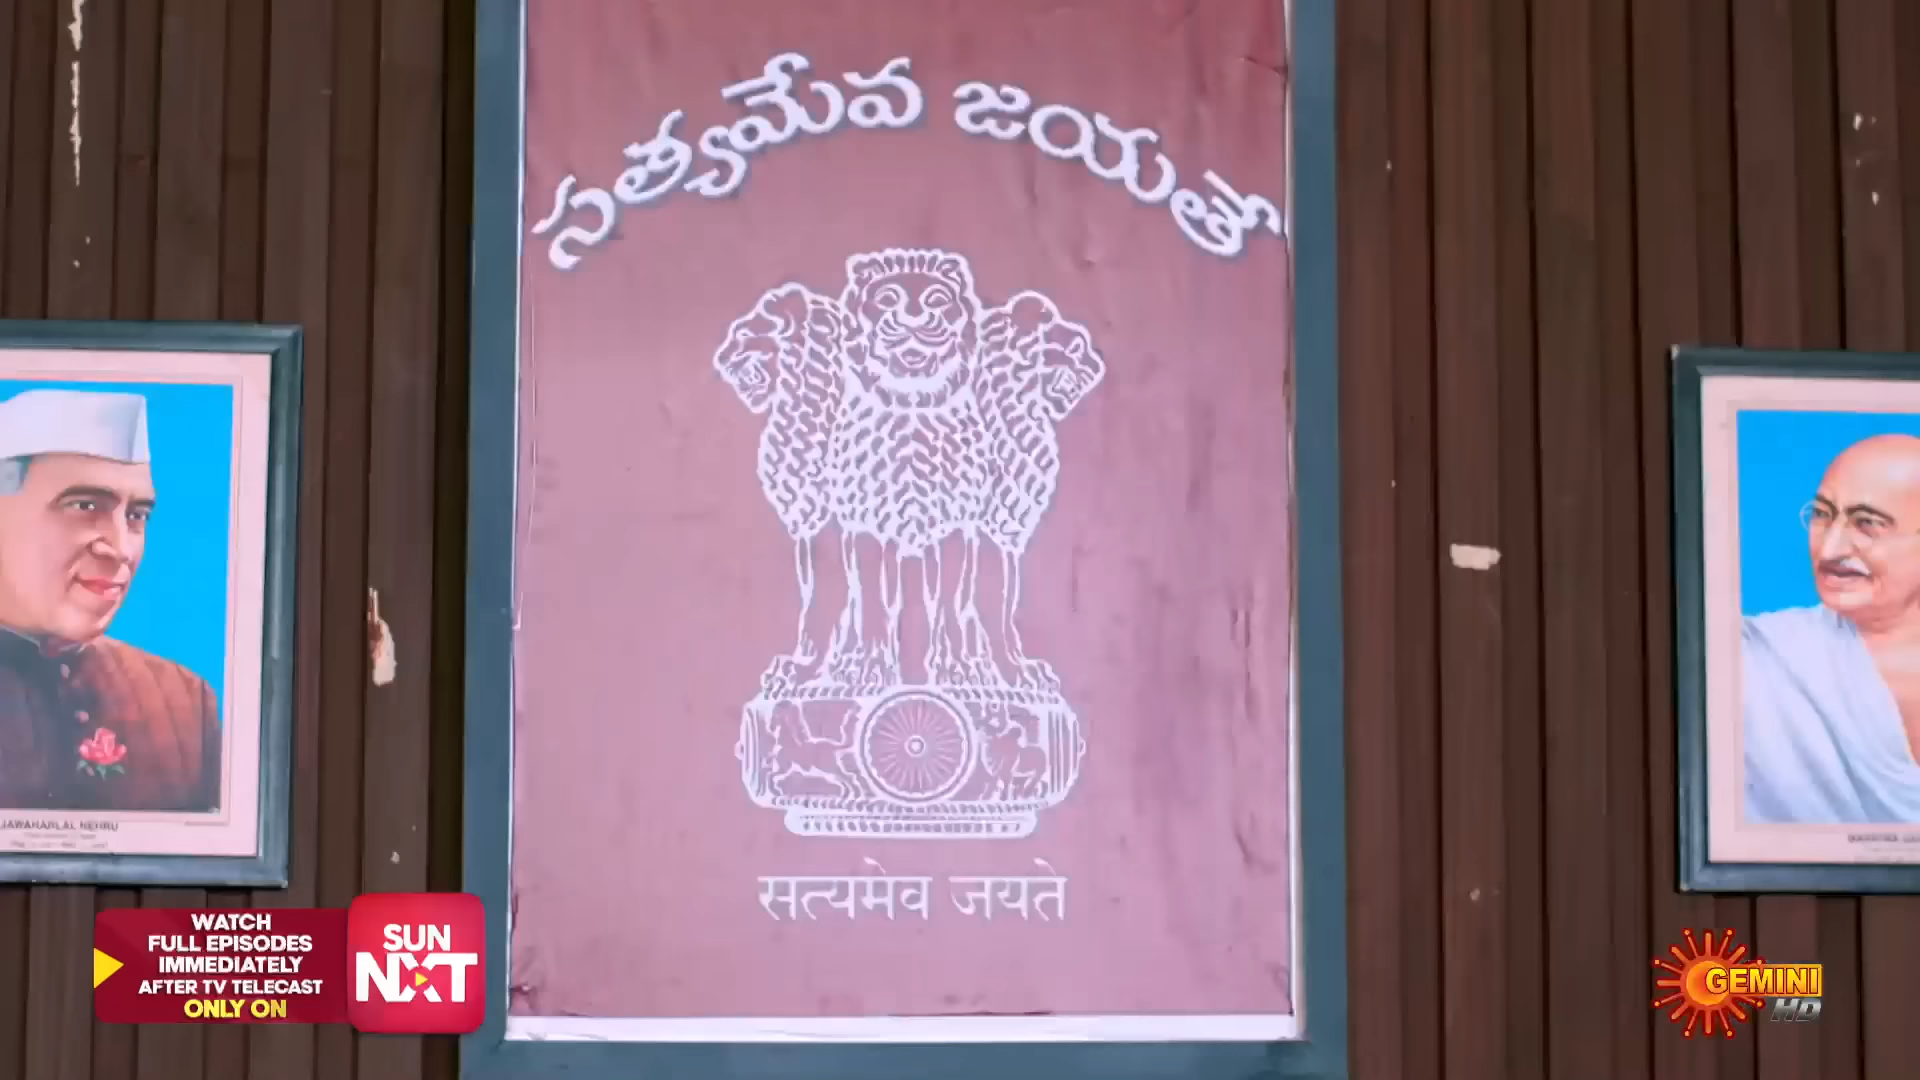 సత్యమేవ జయతే
सत्यमेव जयते
JAWAHARLAL NEHRU
WATCH
FULL EPISODES
IMMEDIATELY
AFTER TV TELECAST
ONLY ON
SUN
NXT
GEMINI
HD